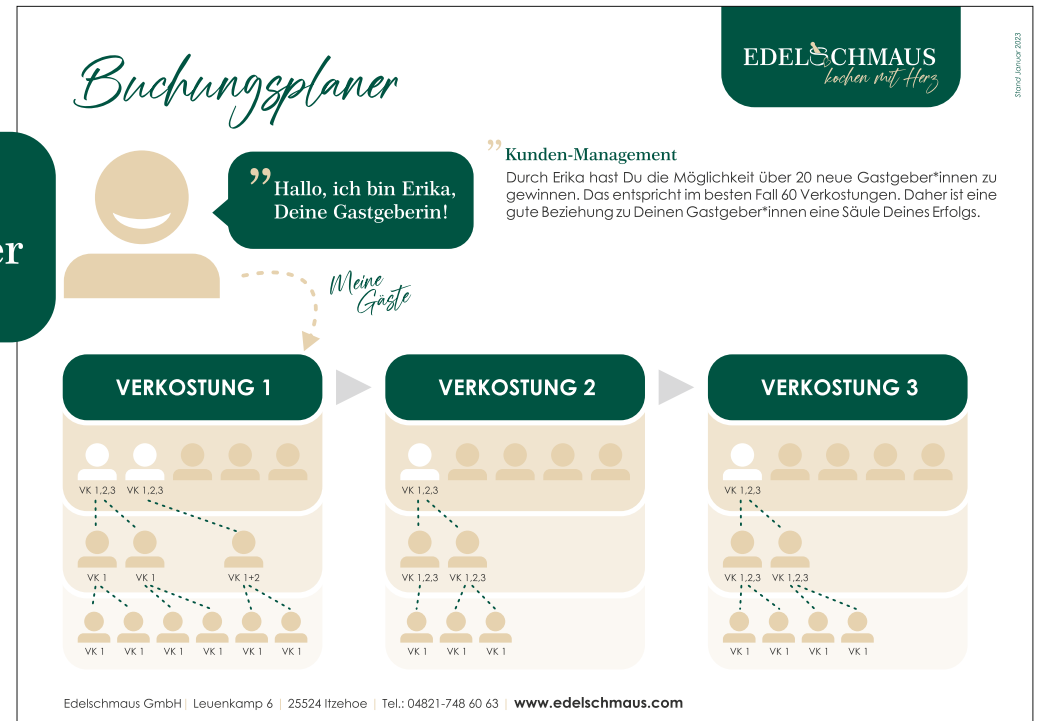 Buchungsplaner
EDELSCHMAUS
kochen mit Herz
Stand Januar 2023
er
” Hallo, ich bin Erika,
Deine Gastgeberin!
” Kunden-Management
Durch Erika hast Du die Möglichkeit über 20 neue Gastgeber*innen zu
gewinnen. Das entspricht im besten Fall 60 Verkostungen. Daher ist eine
gute Beziehung zu Deinen Gastgeber*innen eine Säule Deines Erfolgs.
Meine
Gäste
VERKOSTUNG 1
VK 1,2,3 VK 1,2,3
VK 1 VK 1 VK 1+2
VK 1 VK 1 VK 1 VK 1 VK 1 VK 1
VERKOSTUNG 2
VK 1,2,3
VK 1,2,3 VK 1,2,3
VK 1 VK 1 VK 1
VERKOSTUNG 3
VK 1,2,3
VK 1,2,3 VK 1,2,3
VK 1 VK 1 VK 1 VK 1
Edelschmaus GmbH | Leuenkamp 6 | 25524 Itzehoe | Tel.: 04821-748 60 63 | www.edelschmaus.com